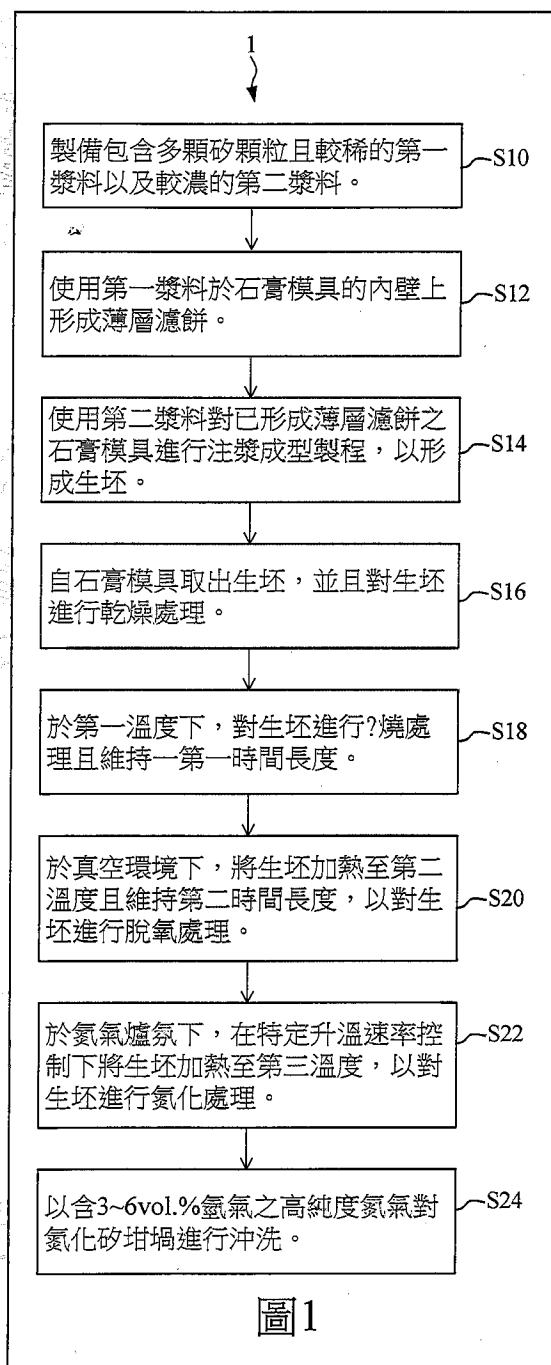 1
製備包含多顆矽顆粒且較稀的第一
漿料以及較濃的第二漿料。
S10
使用第一漿料於石膏模具的內壁上
形成薄層濾餅。
S12
使用第二漿料對已形成薄層濾餅之
石膏模具進行注漿成型製程，以形
成生坯。
S14
自石膏模具取出生坯，並且對生坯
進行乾燥處理。
S16
於第一溫度下，對生坯進行?燒處
理且維持一第一時間長度。
S18
於真空環境下，將生坯加熱至第二
溫度且維持第二時間長度，以對生
坯進行脫氧處理。
S20
於氮氣爐氛下，在特定升溫速率控
制下將生坯加熱至第三溫度，以對
生坯進行氮化處理。
S22
以含3~6vol.%氫氣之高純度氮氣對
氮化矽坩堝進行沖洗。
S24
圖1